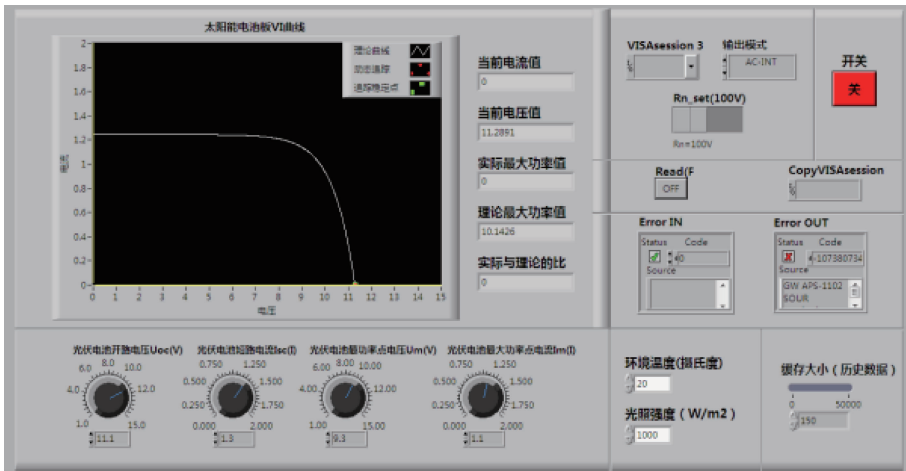 太阳能电池板VI曲线
理论曲线
动态追踪
追踪稳定点
2-
1.8-
1.6-
1.4-
1.2-
1-
0.8-
0.6-
0.4-
0.2-
0-
电流
0 1 2 3 4 5 6 7 8 9 10 11 12 13 14 15
电压
当前电流值
0
当前电压值
11.2891
实际最大功率值
0
理论最大功率值
10.1426
实际与理论的比
0
VISAsession 3
输出模式
AC-INT
Rn_set(100V)
Rn=100V
开关
关
Read(F
OFF
CopyVISAsession
Error IN
Status Code
0
Source
Error OUT
Status Code
-107380734
Source
GW APS-1102
SOUR
光伏电池开路电压Uoc(V)
6.0 8.0 10.0
4.0 12.0
1.0 15.0
11.1
光伏电池短路电流Isc(I)
0.750 1.250
0.500 1.500
0.250 1.750
0.000 2.000
1.3
光伏电池最功率点电压Um(V)
6.00 8.00 10.00
4.00 12.00
1.00 15.00
9.3
光伏电池最大功率点电流Im(I)
0.750 1.250
0.500 1.500
0.250 1.750
0.000 2.000
1.1
环境温度(摄氏度)
20
光照强度（W/m2）
1000
缓存大小（历史数据）
0 50000
150